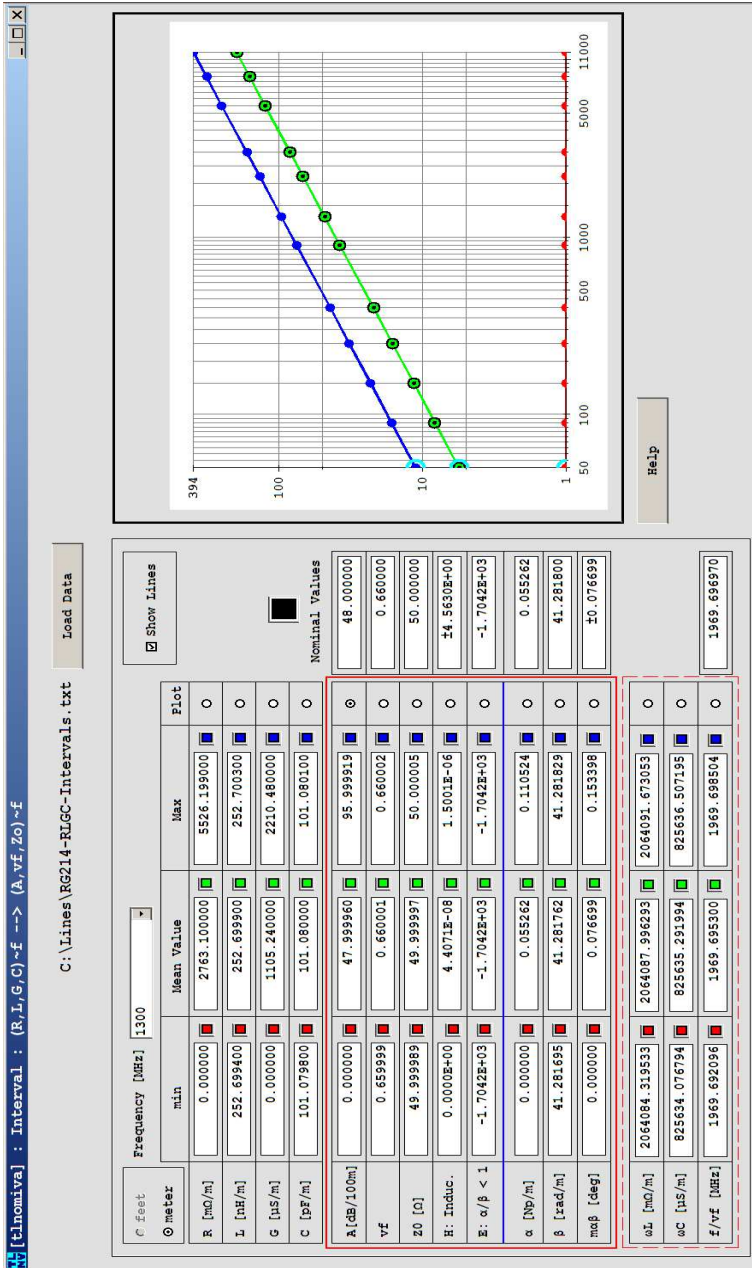 [tlnomiva] : Interval : (R,L,G,C)~f --> (A,vf,Zo)~f
C:\Lines\RG214-RLGC-Intervals.txt
Load Data
feet
meter
Frequency [MHz] 1300
Show Lines
min Mean Value Max Plot
R [mΩ/m] 0.000000 2763.100000 5526.199000
L [nH/m] 252.699400 252.699900 252.700300
G [µS/m] 0.000000 1105.240000 2210.480000
C [pF/m] 101.079800 101.080000 101.080100
Nominal Values
A[dB/100m] 0.000000 47.999960 95.999919 48.000000
vf 0.659999 0.660001 0.660002 0.660000
Z0 [Ω] 49.999989 49.999997 50.000005 50.000000
H: Induc. 0.0000E+00 4.4071E-08 1.5001E-06 ±4.5630E+00
E: α/β < 1 -1.7042E+03 -1.7042E+03 -1.7042E+03 -1.7042E+03
α [Np/m] 0.000000 0.055262 0.110524 0.055262
β [rad/m] 41.281695 41.281762 41.281829 41.281800
mαβ [deg] 0.000000 0.076699 0.153398 ±0.076699
ωL [mΩ/m] 2064084.319533 2064087.996293 2064091.673053
ωC [µS/m] 825634.076794 825635.291994 825636.507195
f/vf [MHz] 1969.692096 1969.695300 1969.698504 1969.696970
394
100
10
1
50 100 500 1000 5000 11000
Help